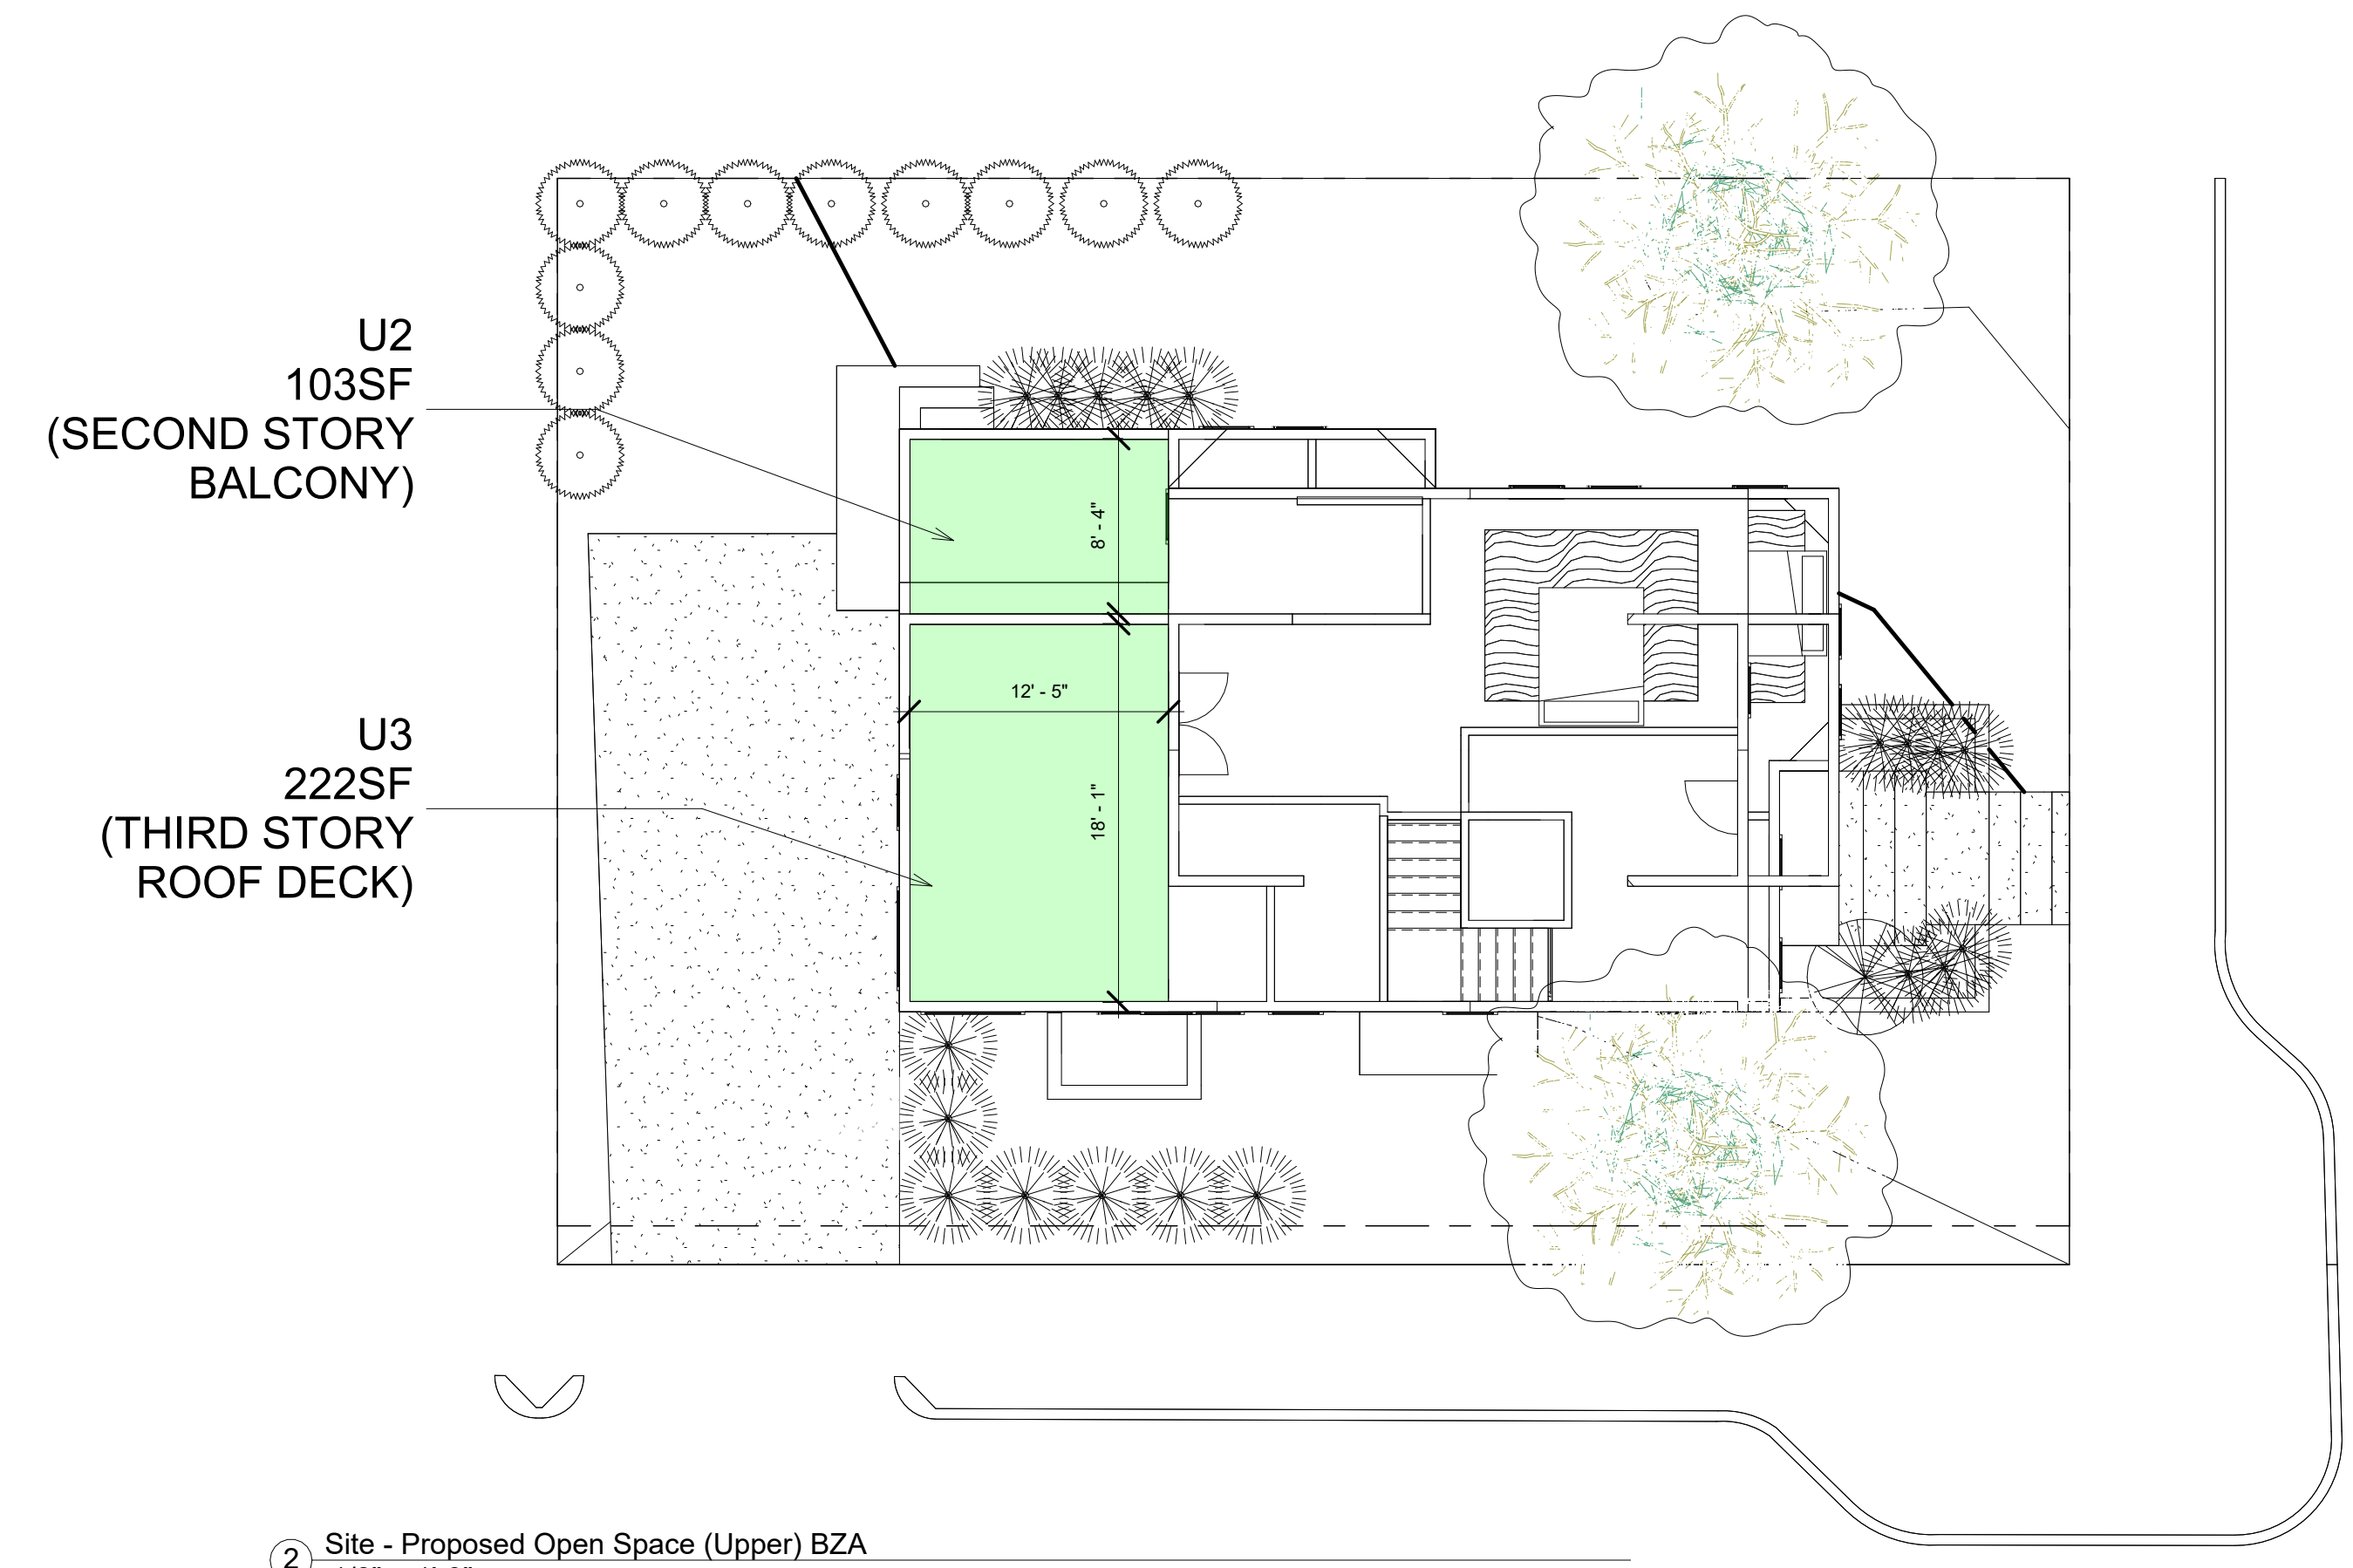 U2
103SF
(SECOND STORY
BALCONY)
8' - 4"
U3
222SF
(THIRD STORY
ROOF DECK)
12' - 5"
18' - 1"
2
Site - Proposed Open Space (Upper) BZA